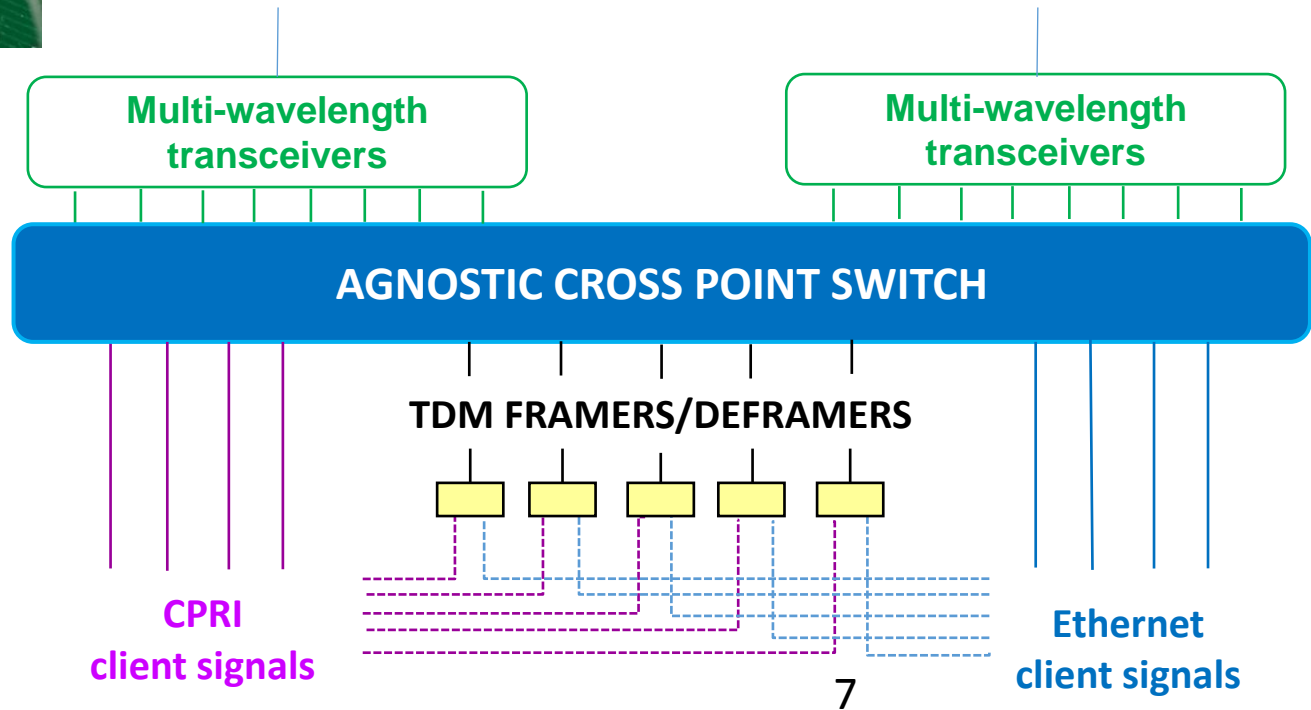 Multi-wavelength
transceivers
Multi-wavelength
transceivers
AGNOSTIC CROSS POINT SWITCH
TDM FRAMERS/DEFRAMERS
CPRI
client signals
Ethernet
client signals
7